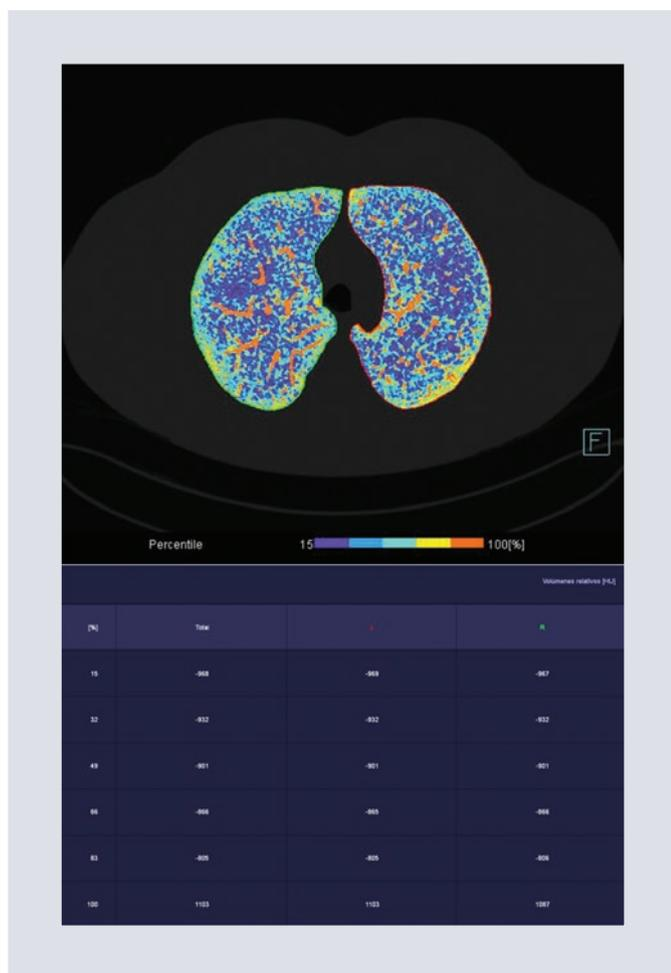 F
Percentile 15 100[%]
Volúmenes relativos [HU]
[%] Total L R
15 -968 -969 -967
32 -932 -932 -932
49 -901 -901 -901
66 -866 -865 -866
83 -805 -805 -806
100 1103 1103 1087